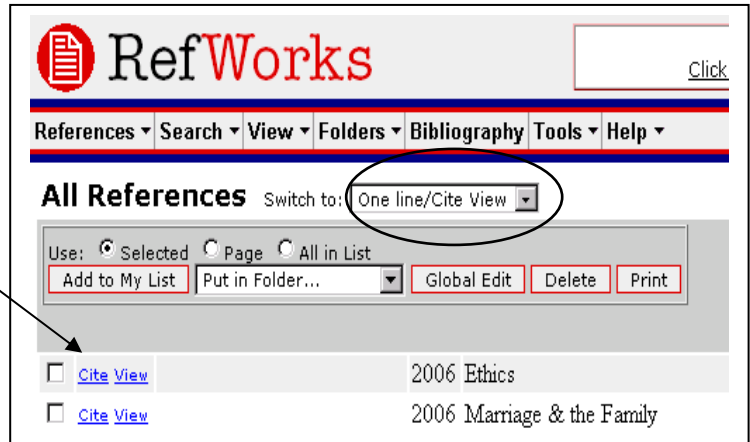 RefWorks
Click
References Search View Folders Bibliography Tools Help
All References Switch to: One line/Cite View
Use: Selected Page All in List
Add to My List Put in Folder... Global Edit Delete Print
Cite View 2006 Ethics
Cite View 2006 Marriage & the Family